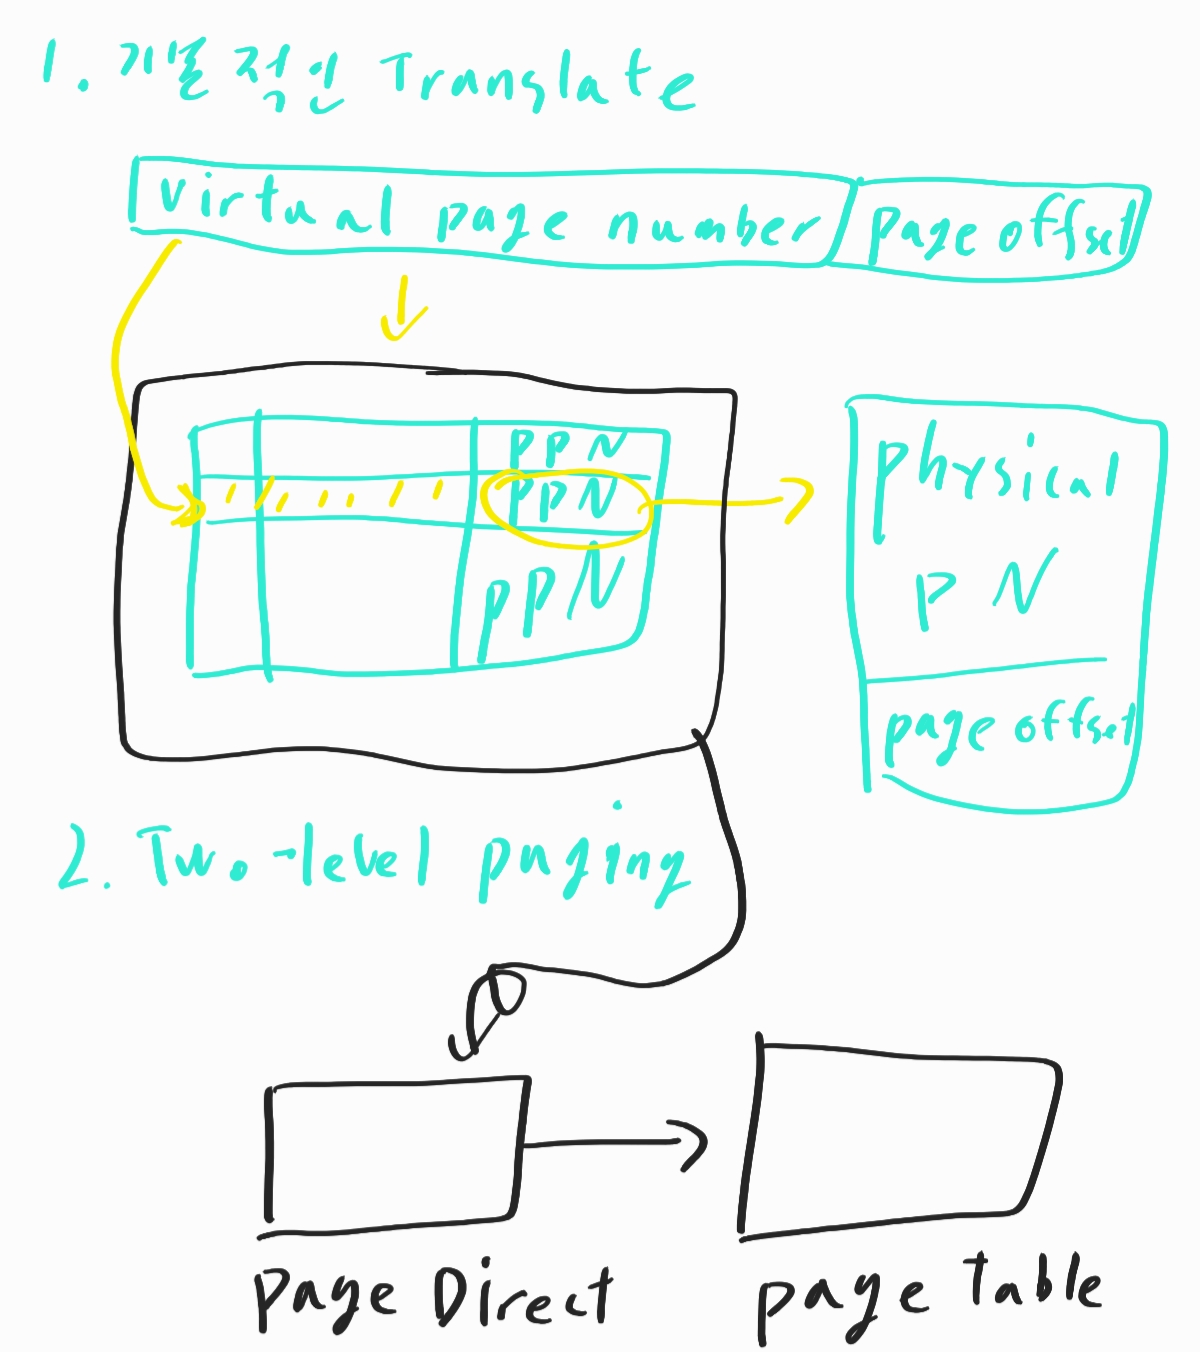 1. 기본적인 Translate
virtual page number page offset
PPN
PPN
PPN
physical
PN
page offset
2. Two-level paging
page Direct
page Table